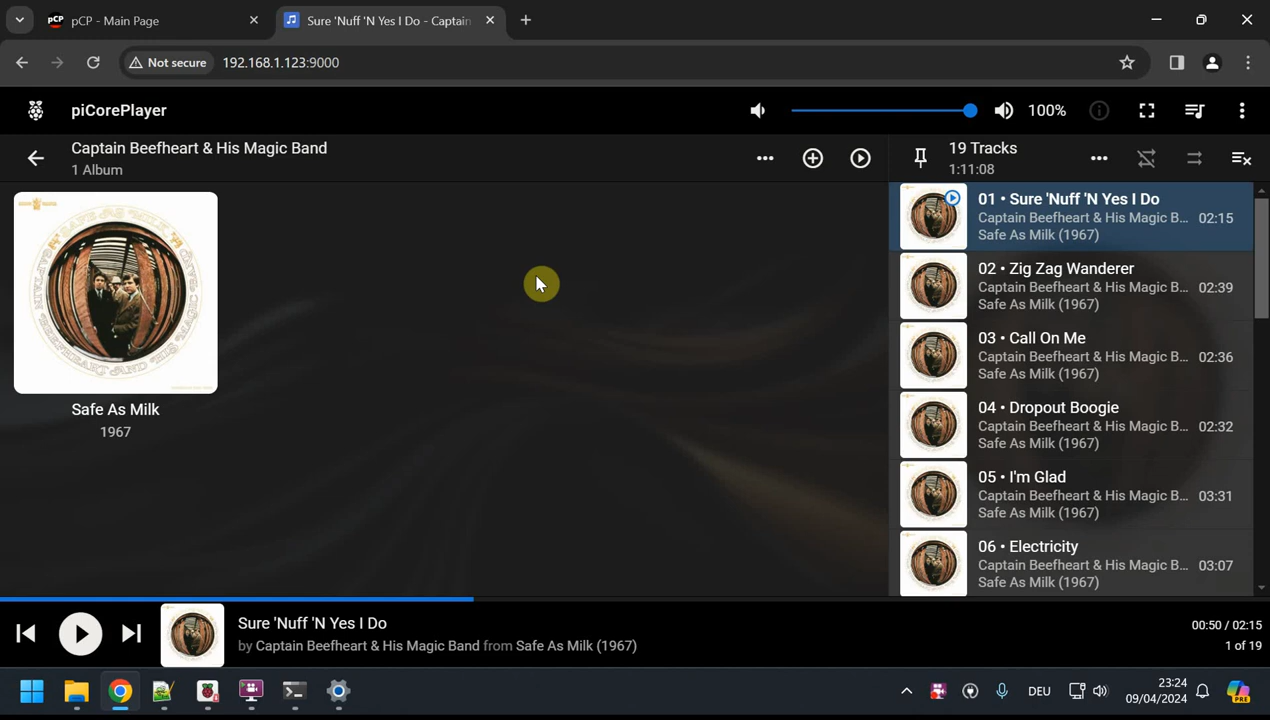 pCP - Main Page
Sure 'Nuff 'N Yes I Do - Captain
Not secure
192.168.1.123:9000
piCorePlayer
100%
Captain Beefheart & His Magic Band
1 Album
19 Tracks
1:11:08
Safe As Milk
1967
01 • Sure 'Nuff 'N Yes I Do
Captain Beefheart & His Magic B...
02:15
Safe As Milk (1967)
02 • Zig Zag Wanderer
Captain Beefheart & His Magic B...
02:39
Safe As Milk (1967)
03 • Call On Me
Captain Beefheart & His Magic B...
02:36
Safe As Milk (1967)
04 • Dropout Boogie
Captain Beefheart & His Magic B...
02:32
Safe As Milk (1967)
05 • I'm Glad
Captain Beefheart & His Magic B...
03:31
Safe As Milk (1967)
06 • Electricity
Captain Beefheart & His Magic B...
03:07
Safe As Milk (1967)
Sure 'Nuff 'N Yes I Do
by Captain Beefheart & His Magic Band from Safe As Milk (1967)
00:50 / 02:15
1 of 19
DEU
23:24
09/04/2024
PRE